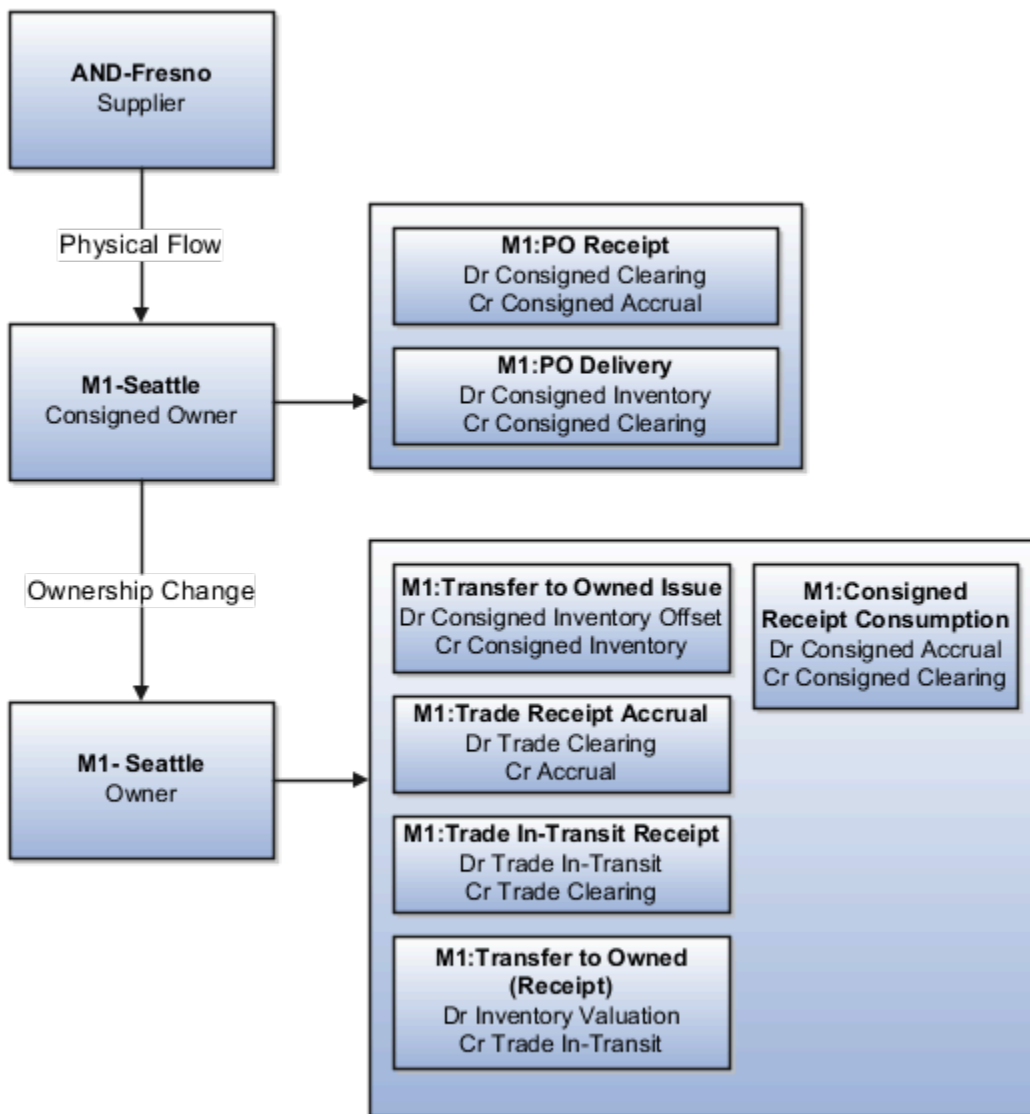 AND-Fresno
Supplier
Physical Flow
M1-Seattle
Consigned Owner
M1:PO Receipt
Dr Consigned Clearing
Cr Consigned Accrual
M1:PO Delivery
Dr Consigned Inventory
Cr Consigned Clearing
Ownership Change
M1- Seattle
Owner
M1:Transfer to Owned Issue
Dr Consigned Inventory Offset
Cr Consigned Inventory
M1:Trade Receipt Accrual
Dr Trade Clearing
Cr Accrual
M1:Trade In-Transit Receipt
Dr Trade In-Transit
Cr Trade Clearing
M1:Transfer to Owned
(Receipt)
Dr Inventory Valuation
Cr Trade In-Transit
M1:Consigned
Receipt Consumption
Dr Consigned Accrual
Cr Consigned Clearing